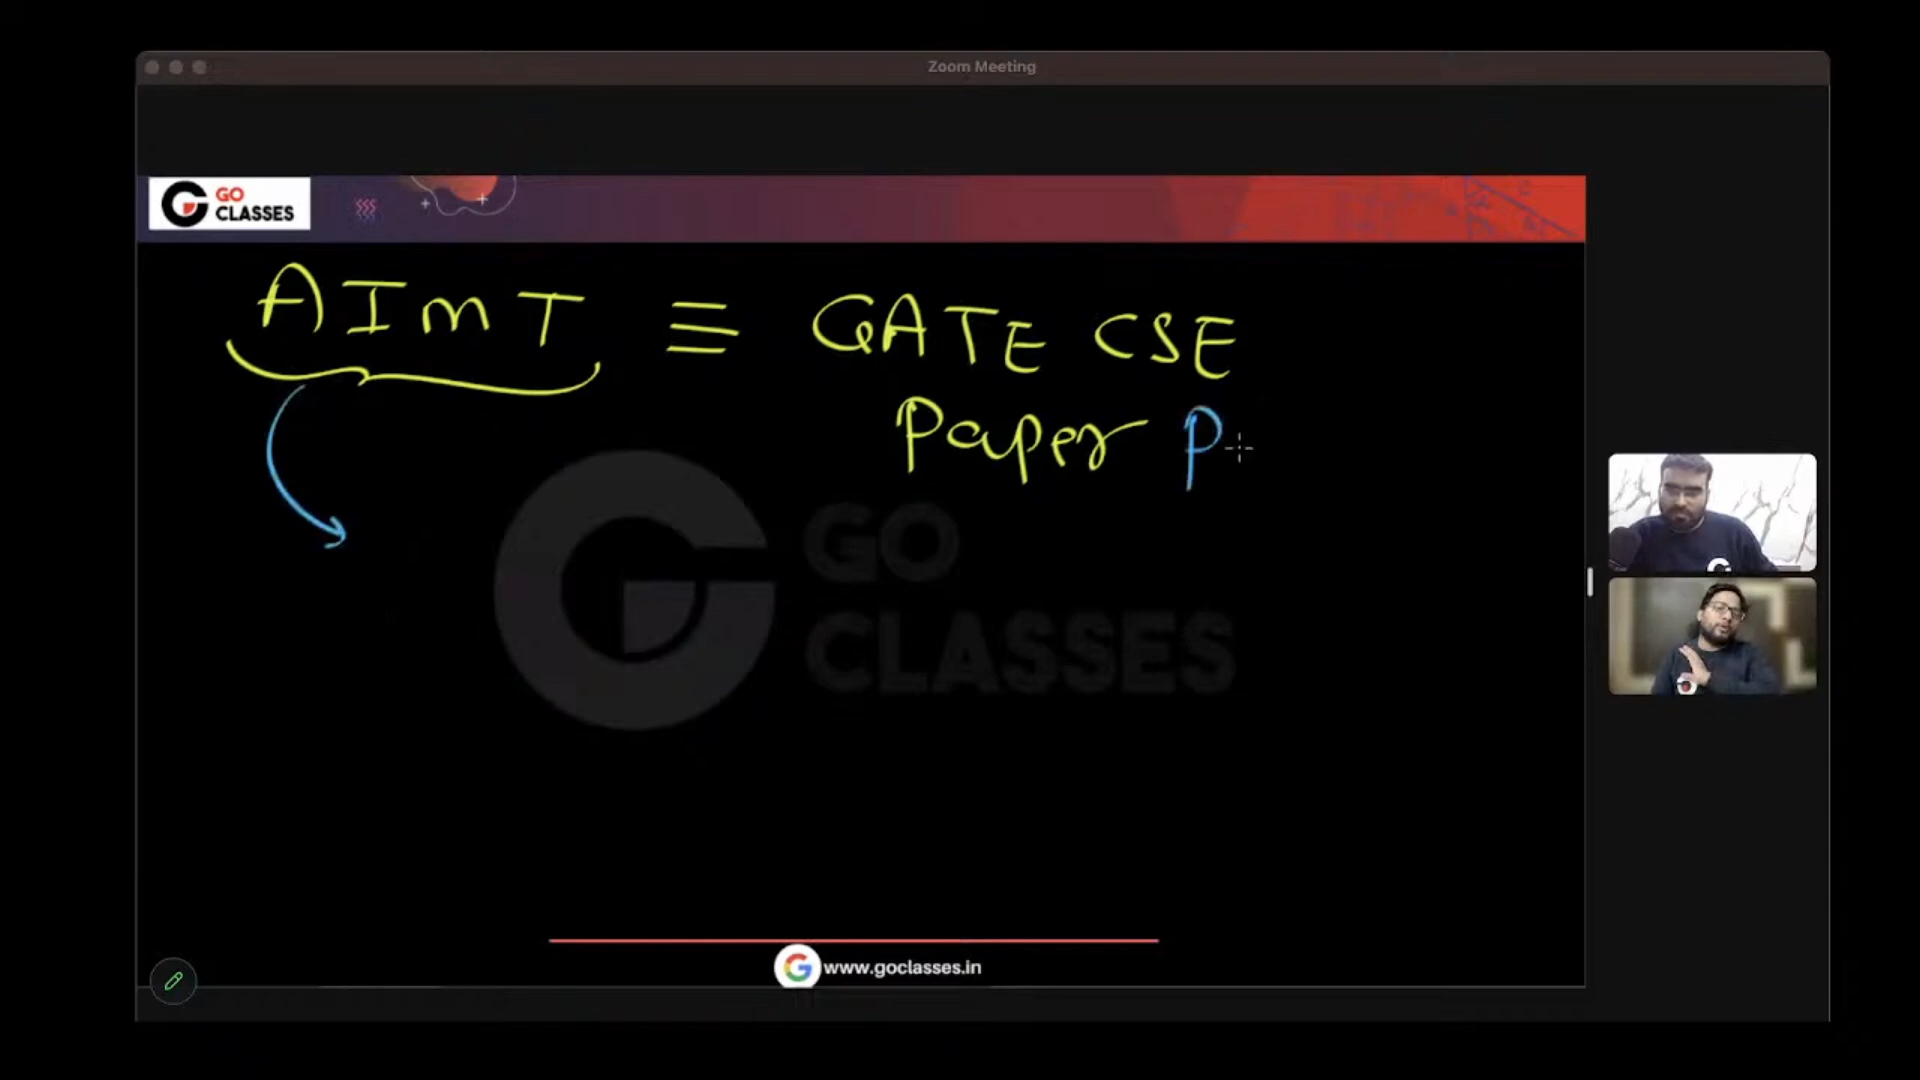 Zoom Meeting
GO
CLASSES
AImT ≡ GATE CSE
Paper P
GO
CLASSES
www.goclasses.in